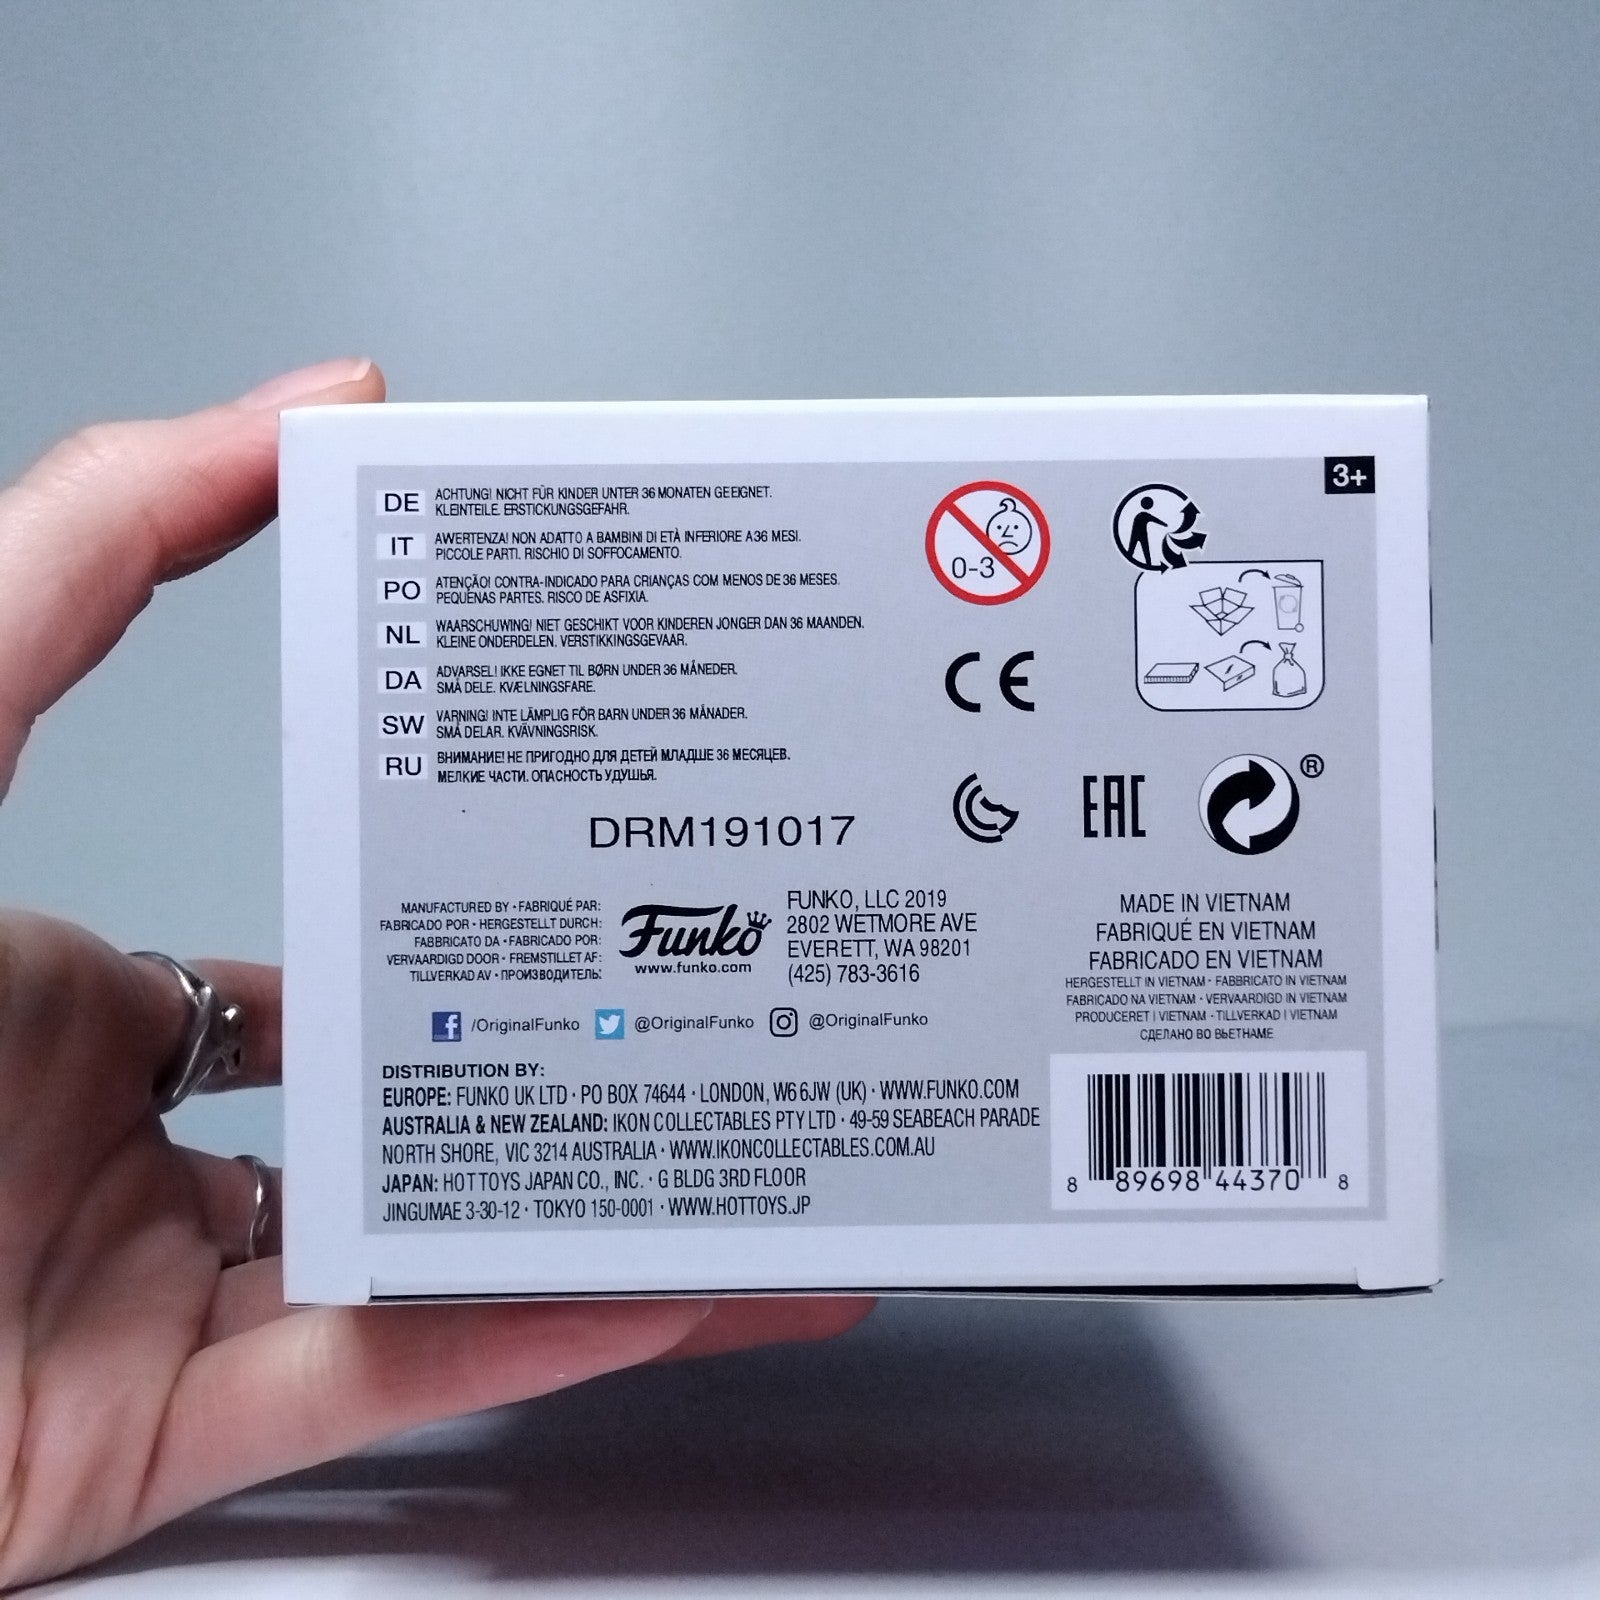 3+
DE ACHTUNG! NICHT FÜR KINDER UNTER 36 MONATEN GEEIGNET.
KLEINTEILE. ERSTICKUNGSGEFAHR.
IT AWERTENZA! NON ADATTO A BAMBINI DI ETÀ INFERIORE A 36 MESI.
PICCOLE PARTI. RISCHIO DI SOFFOCAMENTO.
PO ATENÇÃO! CONTRA-INDICADO PARA CRIANÇAS COM MENOS DE 36 MESES.
PEQUENAS PARTES. RISCO DE ASFIXIA.
NL WAARSCHUWING! NIET GESCHIKT VOOR KINDEREN JONGER DAN 36 MAANDEN.
KLEINE ONDERDELEN. VERSTIKKINGSGEVAAR.
DA ADVARSEL! IKKE EGNET TIL BØRN UNDER 36 MÅNEDER.
SMÅ DELE. KVÆLNINGSFARE.
SW VARNING! INTE LÄMPLIG FÖR BARN UNDER 36 MÅNADER.
SMÅ DELAR. KVÄVNINGSRISK.
RU ВНИМАНИЕ! НЕ ПРИГОДНО ДЛЯ ДЕТЕЙ МЛАДШЕ 36 МЕСЯЦЕВ.
МЕЛКИЕ ЧАСТИ. ОПАСНОСТЬ УДУШЬЯ.
0-3
CE
EAC
®
DRM191017
MANUFACTURED BY • FABRIQUÉ PAR:
FABRICADO POR • HERGESTELLT DURCH:
FABBRICATO DA • FABRICADO POR:
VERVAARDIGD DOOR • FREMSTILLET AF:
TILLVERKAD AV • ПРОИЗВОДИТЕЛЬ:
Funko
www.funko.com
FUNKO, LLC 2019
2802 WETMORE AVE
EVERETT, WA 98201
(425) 783-3616
MADE IN VIETNAM
FABRIQUÉ EN VIETNAM
FABRICADO EN VIETNAM
HERGESTELLT IN VIETNAM • FABBRICATO IN VIETNAM
FABRICADO NA VIETNAM • VERVAARDIGD IN VIETNAM
PRODUCERET I VIETNAM • TILLVERKAD I VIETNAM
СДЕЛАНО ВО ВЬЕТНАМЕ
f facebook /OriginalFunko @OriginalFunko @OriginalFunko
DISTRIBUTION BY:
EUROPE: FUNKO UK LTD • PO BOX 74644 • LONDON, W6 6JW (UK) • WWW.FUNKO.COM
AUSTRALIA & NEW ZEALAND: IKON COLLECTABLES PTY LTD • 49-59 SEABEACH PARADE
NORTH SHORE, VIC 3214 AUSTRALIA • WWW.IKONCOLLECTABLES.COM.AU
JAPAN: HOT TOYS JAPAN CO., INC. • G BLDG 3RD FLOOR
JINGUMAE 3-30-12 • TOKYO 150-0001 • WWW.HOTTOYS.JP
8 89698 44370 8